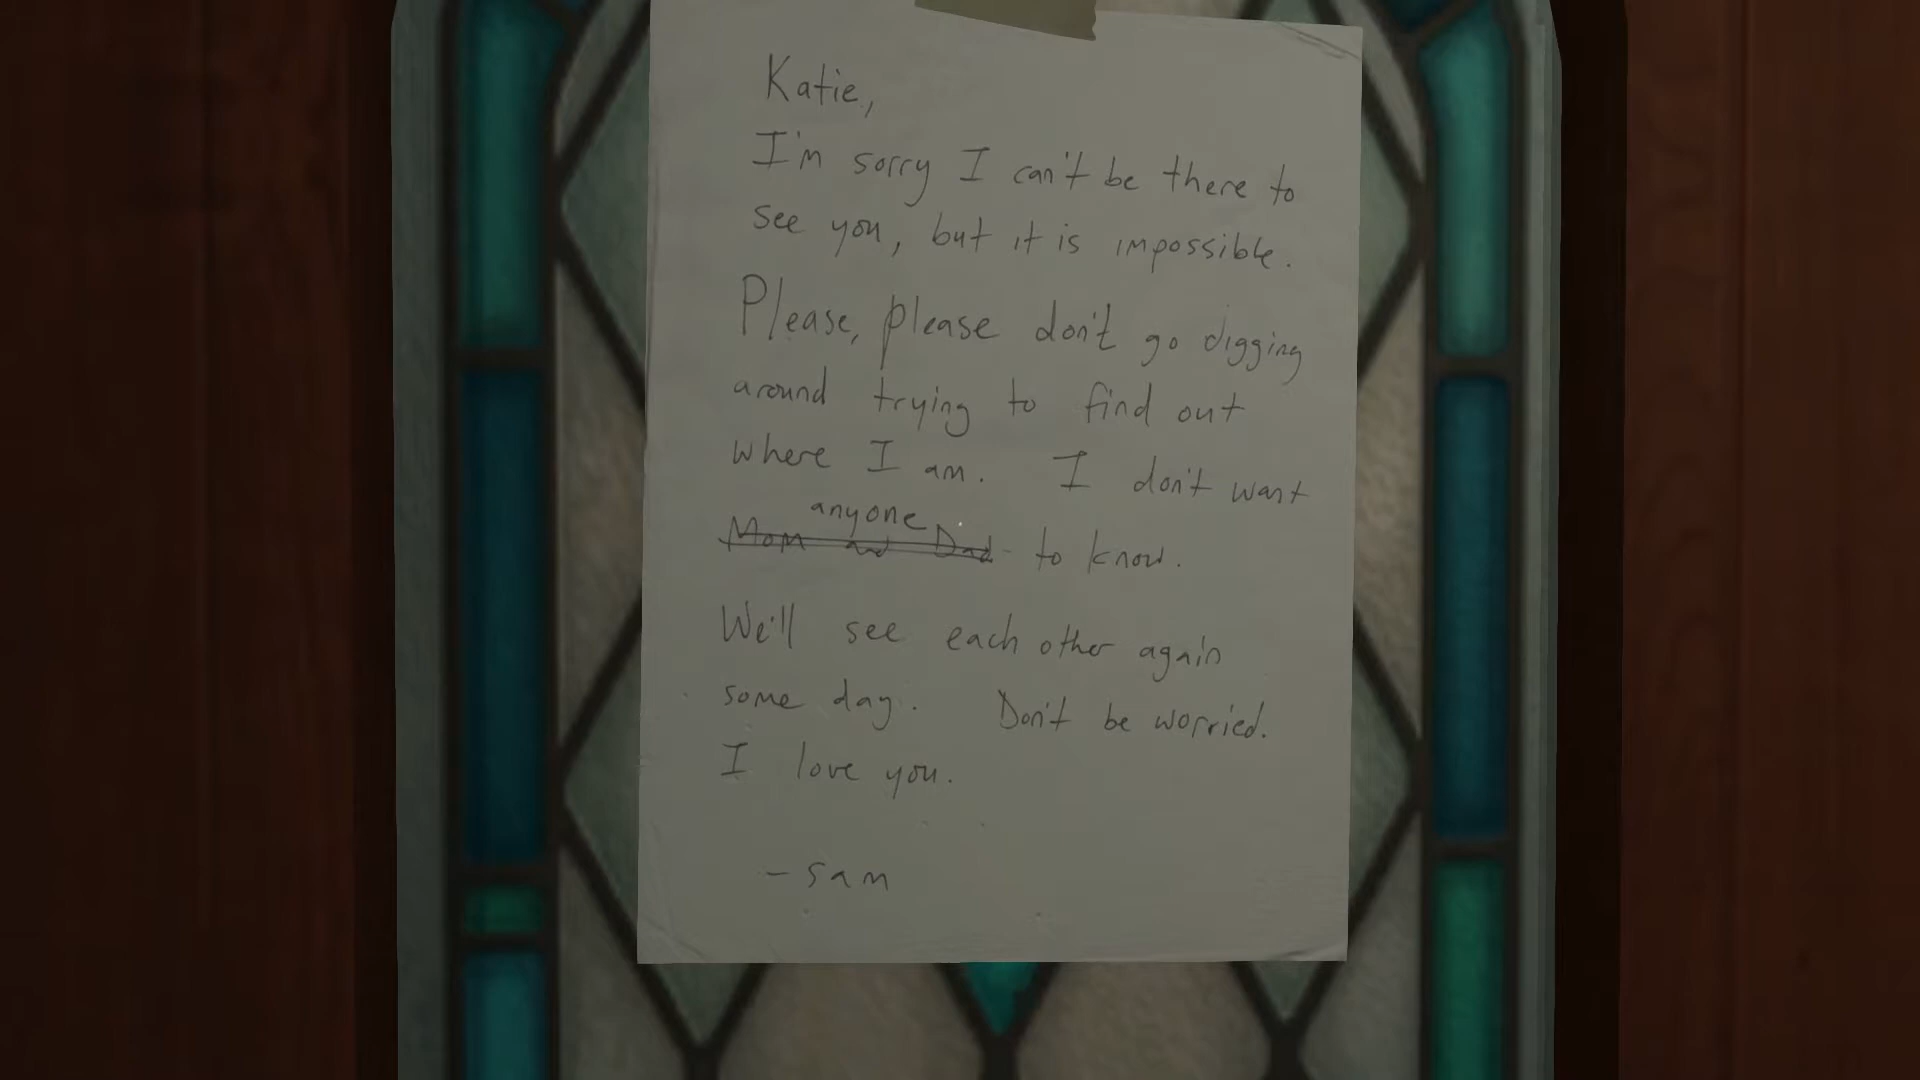 Katie,
I'm sorry I can't be there to
see you, but it is impossible.
Please, please don't go digging
around trying to find out
where I am. I don't want
anyone
Mom and Dad to know.
We'll see each other again
some day. Don't be worried.
I love you.
- Sam